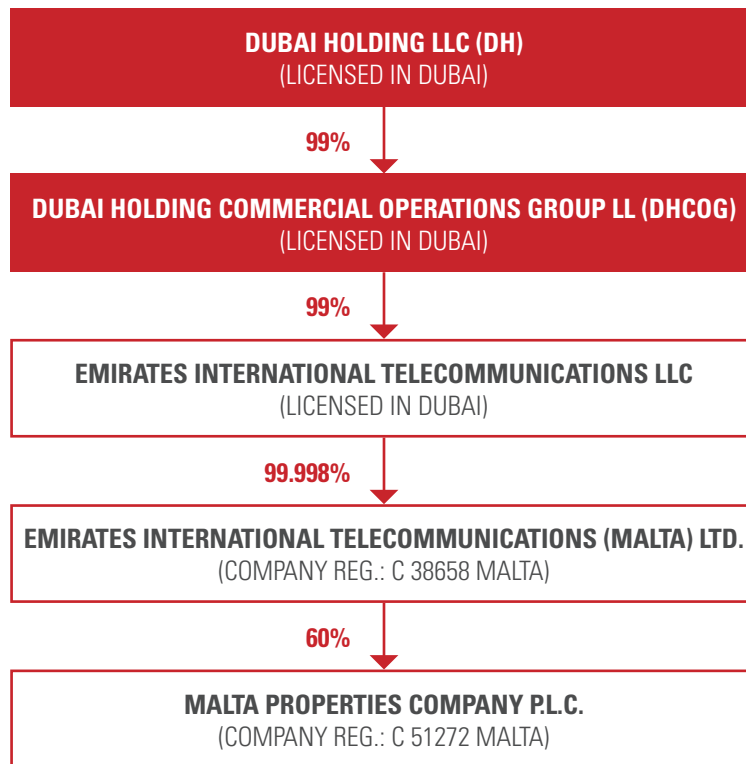 DUBAI HOLDING LLC (DH)
(LICENSED IN DUBAI)
99%
DUBAI HOLDING COMMERCIAL OPERATIONS GROUP LL (DHCOG)
(LICENSED IN DUBAI)
99%
EMIRATES INTERNATIONAL TELECOMMUNICATIONS LLC
(LICENSED IN DUBAI)
99.998%
EMIRATES INTERNATIONAL TELECOMMUNICATIONS (MALTA) LTD.
(COMPANY REG.: C 38658 MALTA)
60%
MALTA PROPERTIES COMPANY P.L.C.
(COMPANY REG.: C 51272 MALTA)